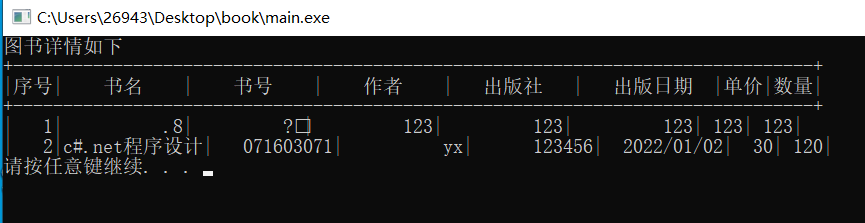 C:\Users\26943\Desktop\book\main.exe
图书详情如下
+-----------------------------------------------------------------------------------+
|序号|    书名    |    书号    |    作者    |    出版社    |    出版日期  |单价|数量|
+-----------------------------------------------------------------------------------+
|   1|          .8|          ?□|         123|         123|         123| 123| 123|
|   2|c#.net程序设计|   071603071|          yx|      123456|  2022/01/02|  30| 120|
请按任意键继续. . .